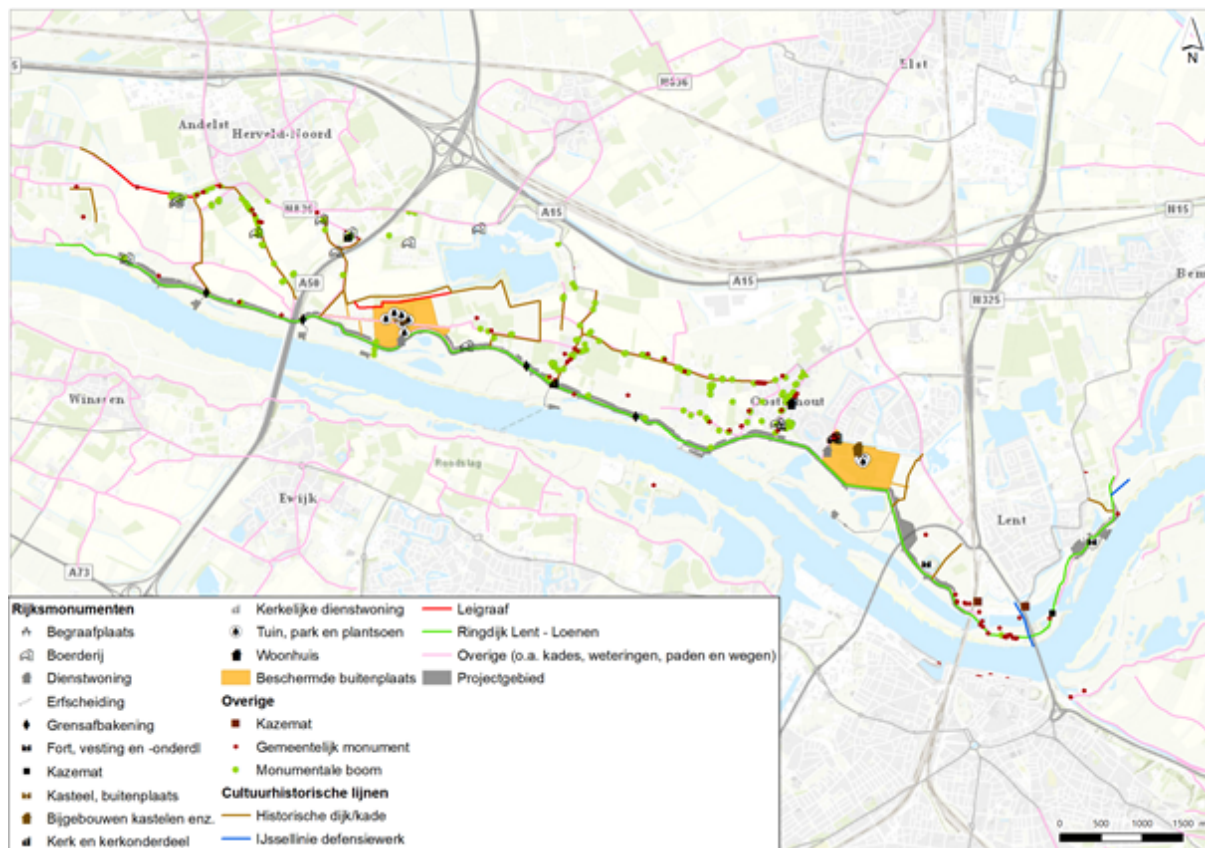 N
Elst
N836
5
Andelst
Herveld-Noord
N836
A15
N15
A15
Bem
A50
N325
Winssen
Oosterhout
Ewijk
Lent
A73
Rijksmonumenten
Begraafplaats
Boerderij
Dienstwoning
Erfscheiding
Grensafbakening
Fort, vesting en -onderdl
Kazemat
Kasteel, buitenplaats
Bijgebouwen kastelen enz.
Kerk en kerkonderdeel
Kerkelijke dienstwoning
Tuin, park en plantsoen
Woonhuis
Beschermde buitenplaats
Overige
Kazemat
Gemeentelijk monument
Monumentale boom
Cultuurhistorische lijnen
Historische dijk/kade
IJssellinie defensiewerk
Leigraaf
Ringdijk Lent - Loenen
Overige (o.a. kades, weteringen, paden en wegen)
Projectgebied
0 500 1000 1500 m